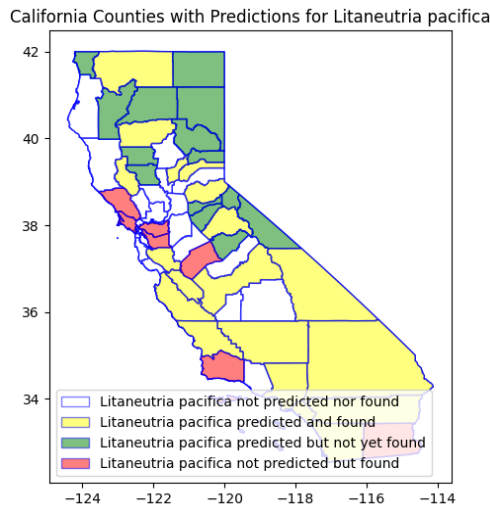 California Counties with Predictions for Litaneutria pacifica
42
40
38
36
34
Litaneutria pacifica not predicted nor found
Litaneutria pacifica predicted and found
Litaneutria pacifica predicted but not yet found
Litaneutria pacifica not predicted but found
−124 −122 −120 −118 −116 −114